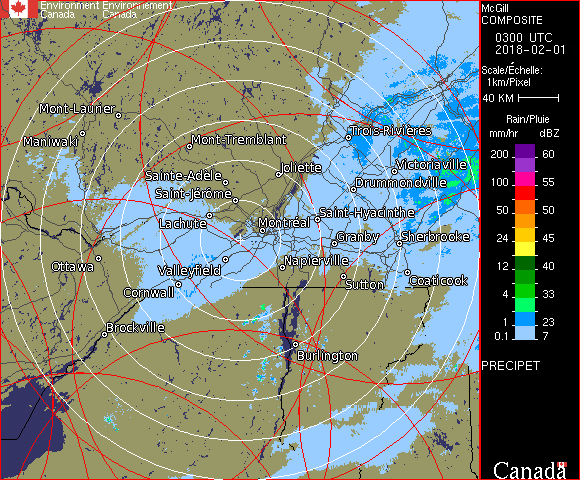 Environment Environnement
Canada Canada
McGill
COMPOSITE
0300 UTC
2018-02-01
Scale/Échelle:
1km/Pixel
40 KM
Rain/Pluie
mm/hr dBZ
200 60
100 55
50 50
24 45
12 40
4 33
1 23
0.1 7
PRECIPET
Canada
Mont-Laurier
Maniwaki
Mont-Tremblant
Trois-Rivières
Joliette
Victoriaville
Sainte-Adèle
Drummondville
Saint-Jérôme
Lachute
Saint-Hyacinthe
Montréal
Granby
Sherbrooke
Ottawa
Valleyfield
Napierville
Sutton
Coaticook
Cornwall
Brockville
Burlington